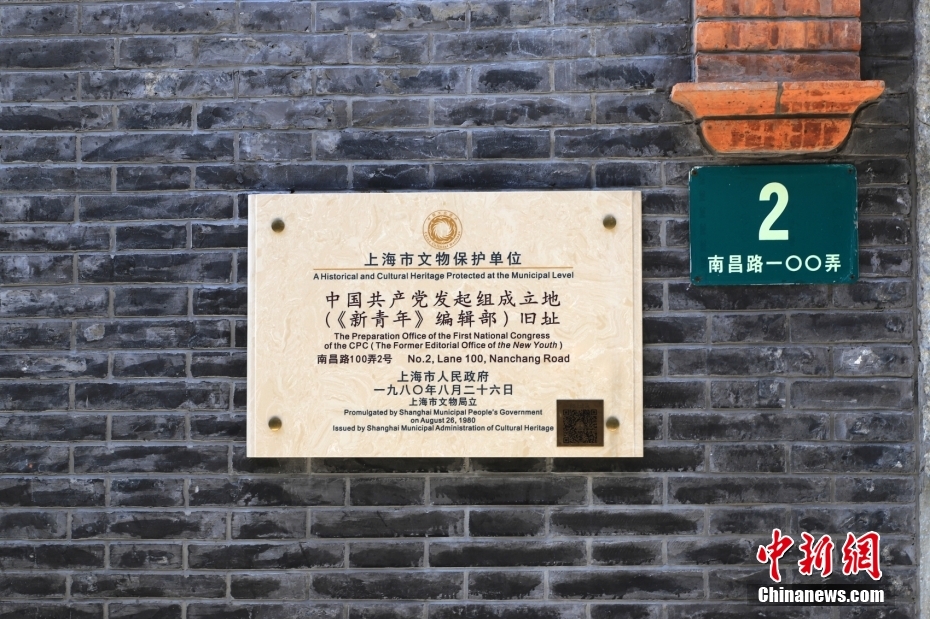 上海市文物保护单位
A Historical and Cultural Heritage Protected at the Municipal Level
中国共产党发起组成立地
(《新青年》编辑部)旧址
The Preparation Office of the First National Congress
of the CPC ( The Former Editorial Office of the New Youth )
南昌路100弄2号 No.2, Lane 100, Nanchang Road
上海市人民政府
一九八〇年八月二十六日
上海市文物局立
Promulgated by Shanghai Municipal People's Government
on August 26, 1980
Issued by Shanghai Municipal Administration of Cultural Heritage
2
南昌路一〇〇弄
中新网
Chinanews.com